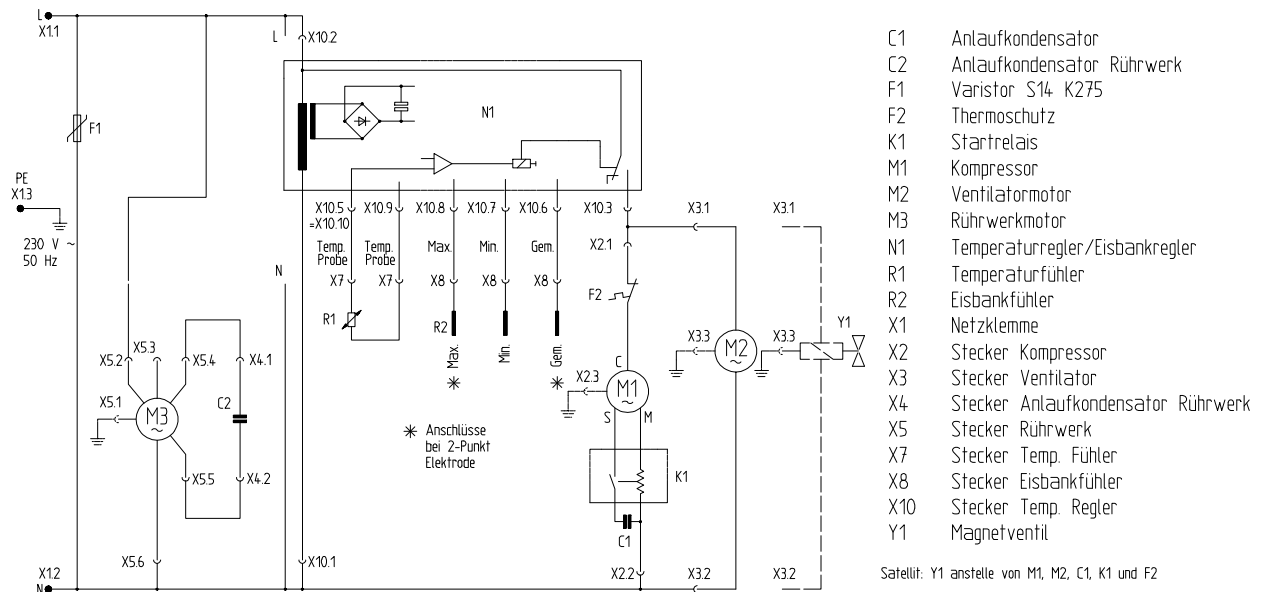 L
X1.1
L
X10.2
F1
N1
PE
X1.3
230 V ~
50 Hz
X10.5
=X10.10
X10.9
X10.8
X10.7
X10.6
X10.3
X3.1
X3.1
Temp.
Probe
Temp.
Probe
Max.
Min.
Gem.
X2.1
N
X7
X7
X8
X8
X8
F2
R1
R2
Max.
Min.
Gem.
Y1
X3.3
M2
~
X3.3
X5.2
X5.3
X5.4
X4.1
C
X2.3
M1
~
S
M
X5.1
M3
~
C2
* Anschlüsse
bei 2-Punkt
Elektrode
X5.5
X4.2
K1
C1
X5.6
X10.1
X2.2
X3.2
X3.2
X1.2
N
C1 Anlaufkondensator
C2 Anlaufkondensator Rührwerk
F1 Varistor S14 K275
F2 Thermoschutz
K1 Startrelais
M1 Kompressor
M2 Ventilatormotor
M3 Rührwerkmotor
N1 Temperaturregler/Eisbankregler
R1 Temperaturfühler
R2 Eisbankfühler
X1 Netzklemme
X2 Stecker Kompressor
X3 Stecker Ventilator
X4 Stecker Anlaufkondensator Rührwerk
X5 Stecker Rührwerk
X7 Stecker Temp. Fühler
X8 Stecker Eisbankfühler
X10 Stecker Temp. Regler
Y1 Magnetventil
Satellit: Y1 anstelle von M1, M2, C1, K1 und F2